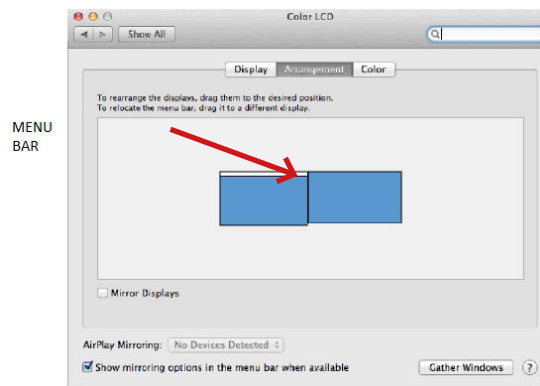 Color LCD
Show All
Display Arrangement Color
To rearrange the displays, drag them to the desired position.
To relocate the menu bar, drag it to a different display.
MENU
BAR
Mirror Displays
AirPlay Mirroring: No Devices Detected
Show mirroring options in the menu bar when available
Gather Windows ?